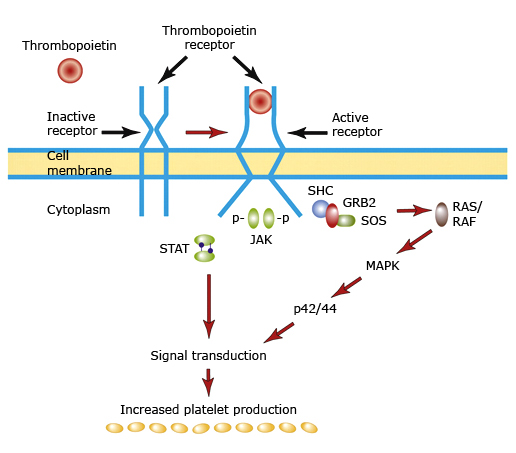 Thrombopoietin
receptor
Thrombopoietin
Inactive
receptor
Active
receptor
Cell
membrane
Cytoplasm
SHC
GRB2
SOS
RAS/
RAF
p-
-p
JAK
STAT
MAPK
p42/44
Signal transduction
Increased platelet production